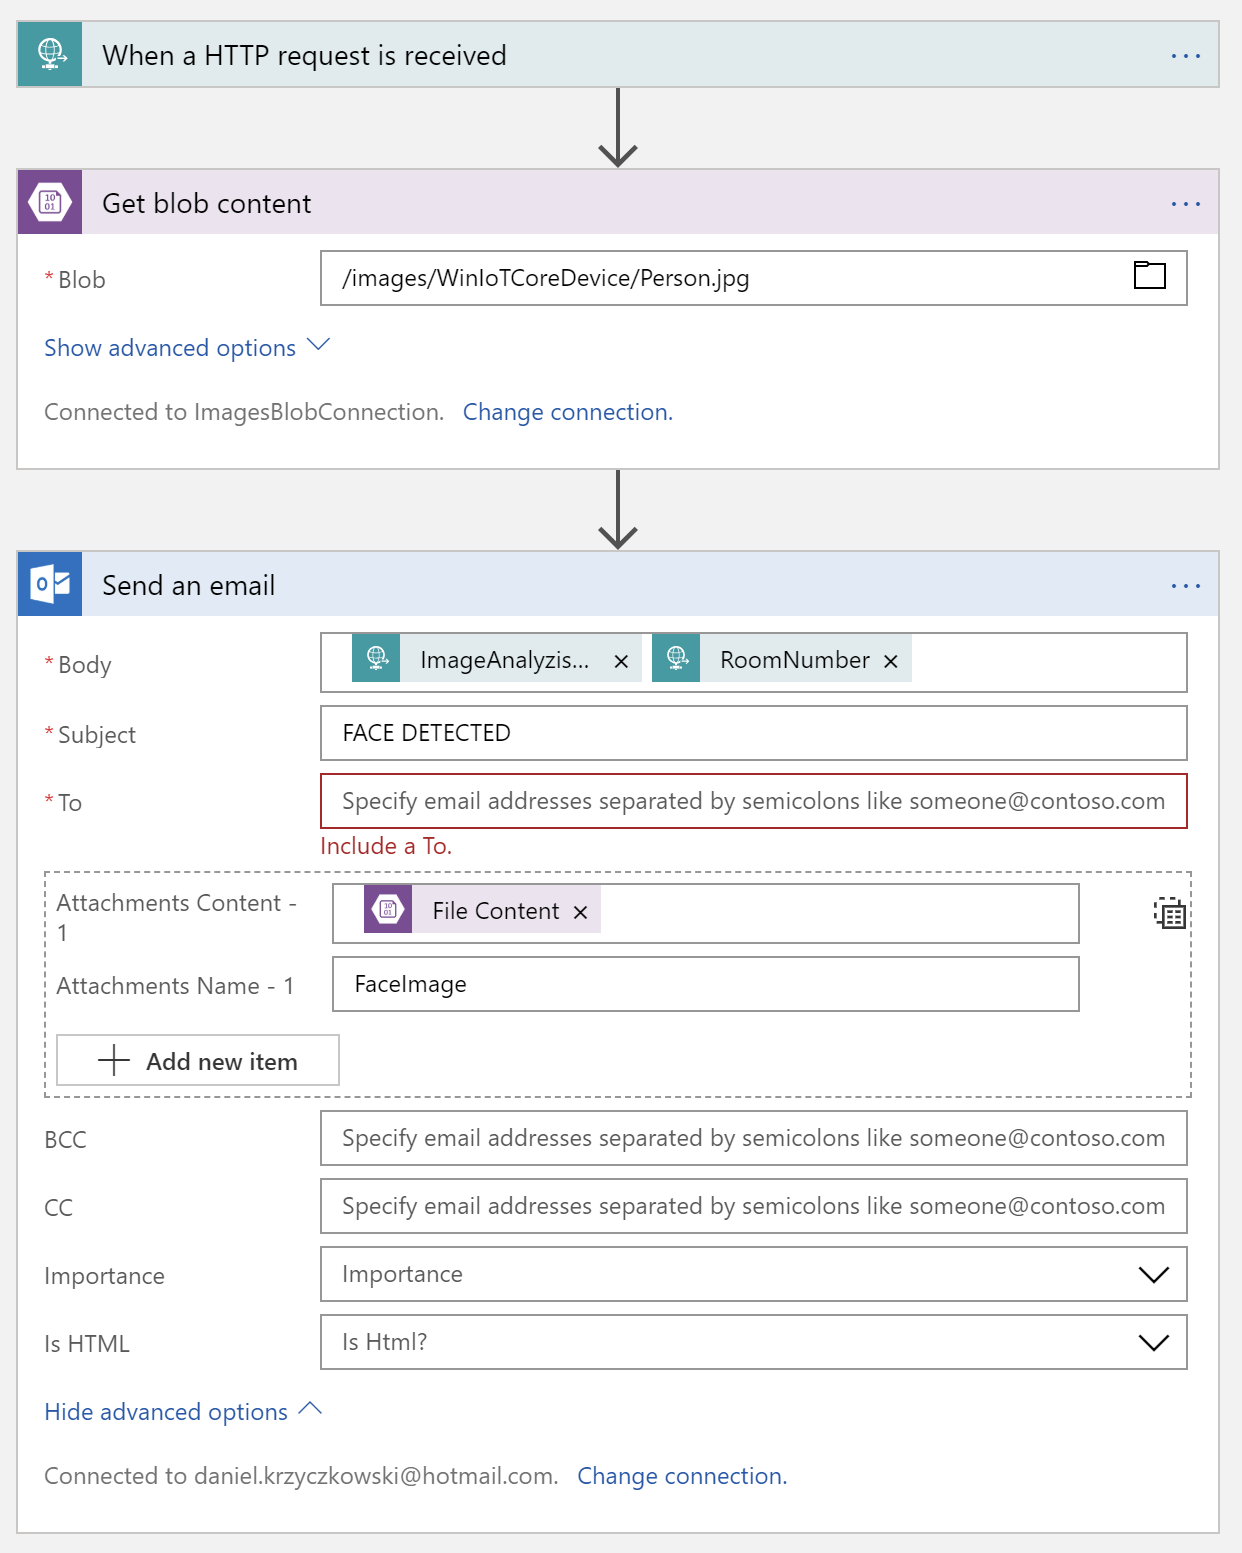 When a HTTP request is received
Get blob content
* Blob
/images/WinIoTCoreDevice/Person.jpg
Show advanced options
Connected to ImagesBlobConnection. Change connection.
Send an email
* Body
ImageAnalyzis... × RoomNumber ×
* Subject
FACE DETECTED
* To
Specify email addresses separated by semicolons like someone@contoso.com
Include a To.
Attachments Content -
1
File Content ×
Attachments Name - 1
FaceImage
Add new item
BCC
Specify email addresses separated by semicolons like someone@contoso.com
CC
Specify email addresses separated by semicolons like someone@contoso.com
Importance
Importance
Is HTML
Is Html?
Hide advanced options
Connected to daniel.krzyczkowski@hotmail.com. Change connection.